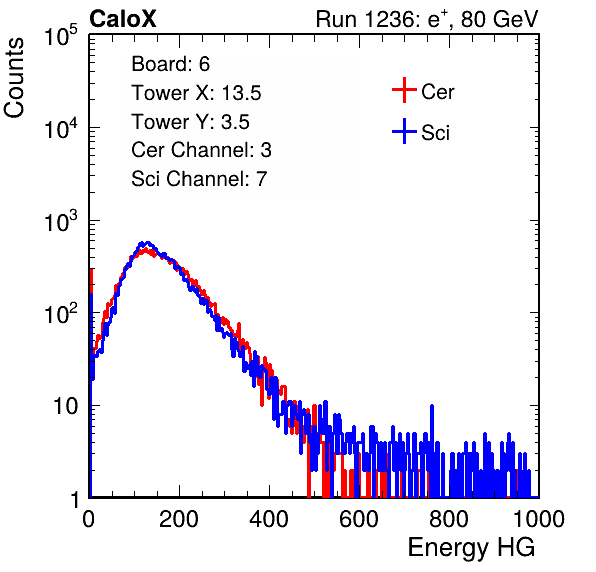 CaloX Run 1236: e+, 80 GeV
Counts
10^5
10^4
10^3
10^2
10
1
Board: 6
Tower X: 13.5
Tower Y: 3.5
Cer Channel: 3
Sci Channel: 7
Cer
Sci
0 200 400 600 800 1000
Energy HG